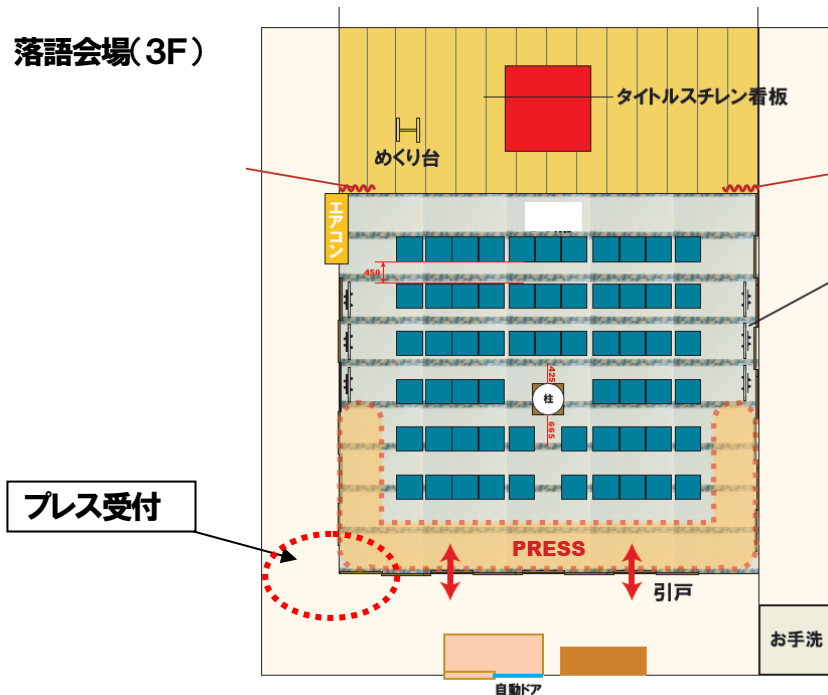 落語会場(3F)
タイトルスチレン看板
めくり台
エアコン
450
425
柱
665
プレス受付
PRESS
引戸
お手洗
自動ドア